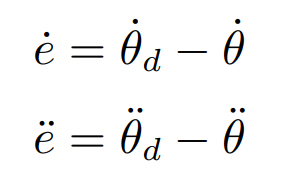 ė = θ̇_d − θ̇
ë = θ̈_d − θ̈